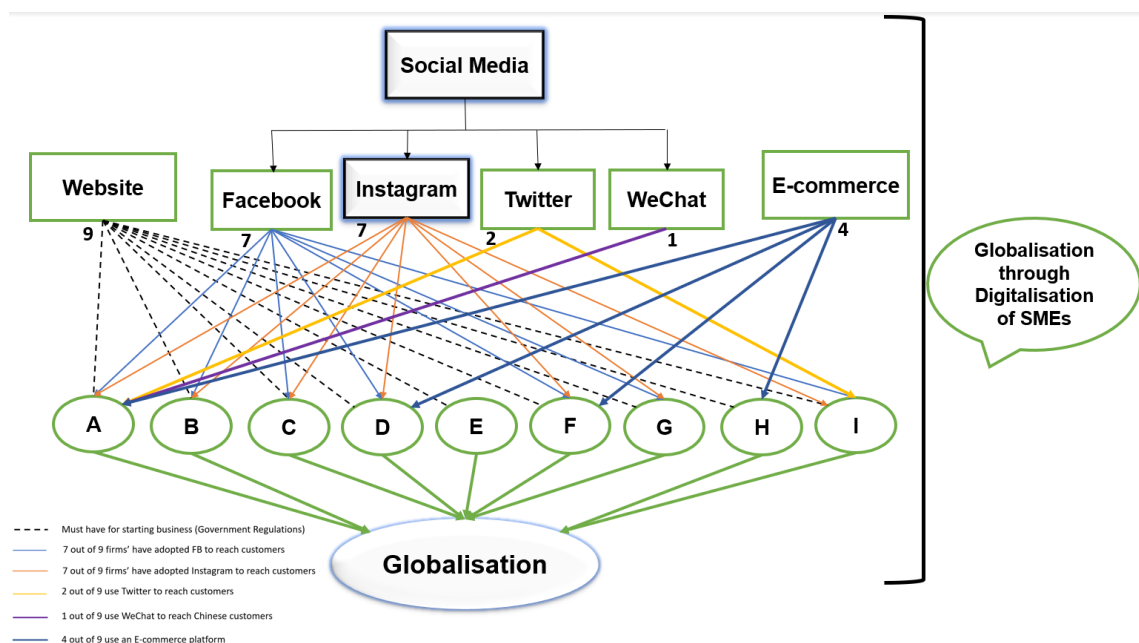 Social Media
Website
Facebook
Instagram
Twitter
WeChat
E-commerce
9
7
7
2
1
4
Globalisation
through
Digitalisation
of SMEs
A
B
C
D
E
F
G
H
I
Globalisation
Must have for starting business (Government Regulations)
7 out of 9 firms' have adopted FB to reach customers
7 out of 9 firms' have adopted Instagram to reach customers
2 out of 9 use Twitter to reach customers
1 out of 9 use WeChat to reach Chinese customers
4 out of 9 use an E-commerce platform